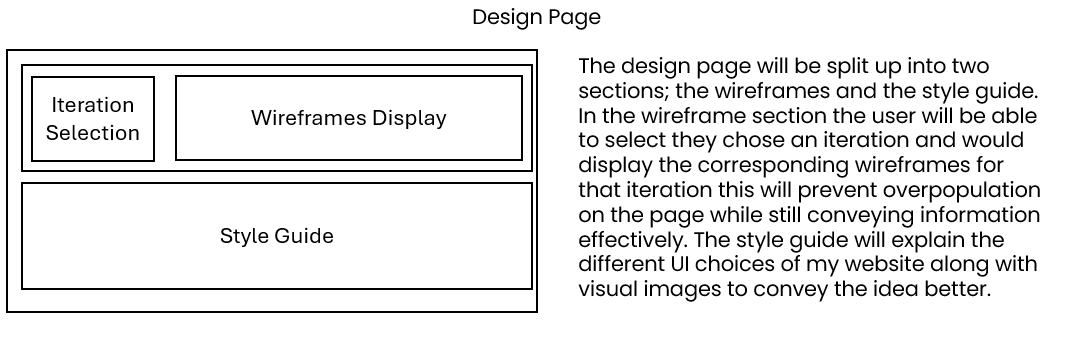 Design Page
Iteration
Selection
Wireframes Display
Style Guide
The design page will be split up into two
sections; the wireframes and the style guide.
In the wireframe section the user will be able
to select they chose an iteration and would
display the corresponding wireframes for
that iteration this will prevent overpopulation
on the page while still conveying information
effectively. The style guide will explain the
different UI choices of my website along with
visual images to convey the idea better.